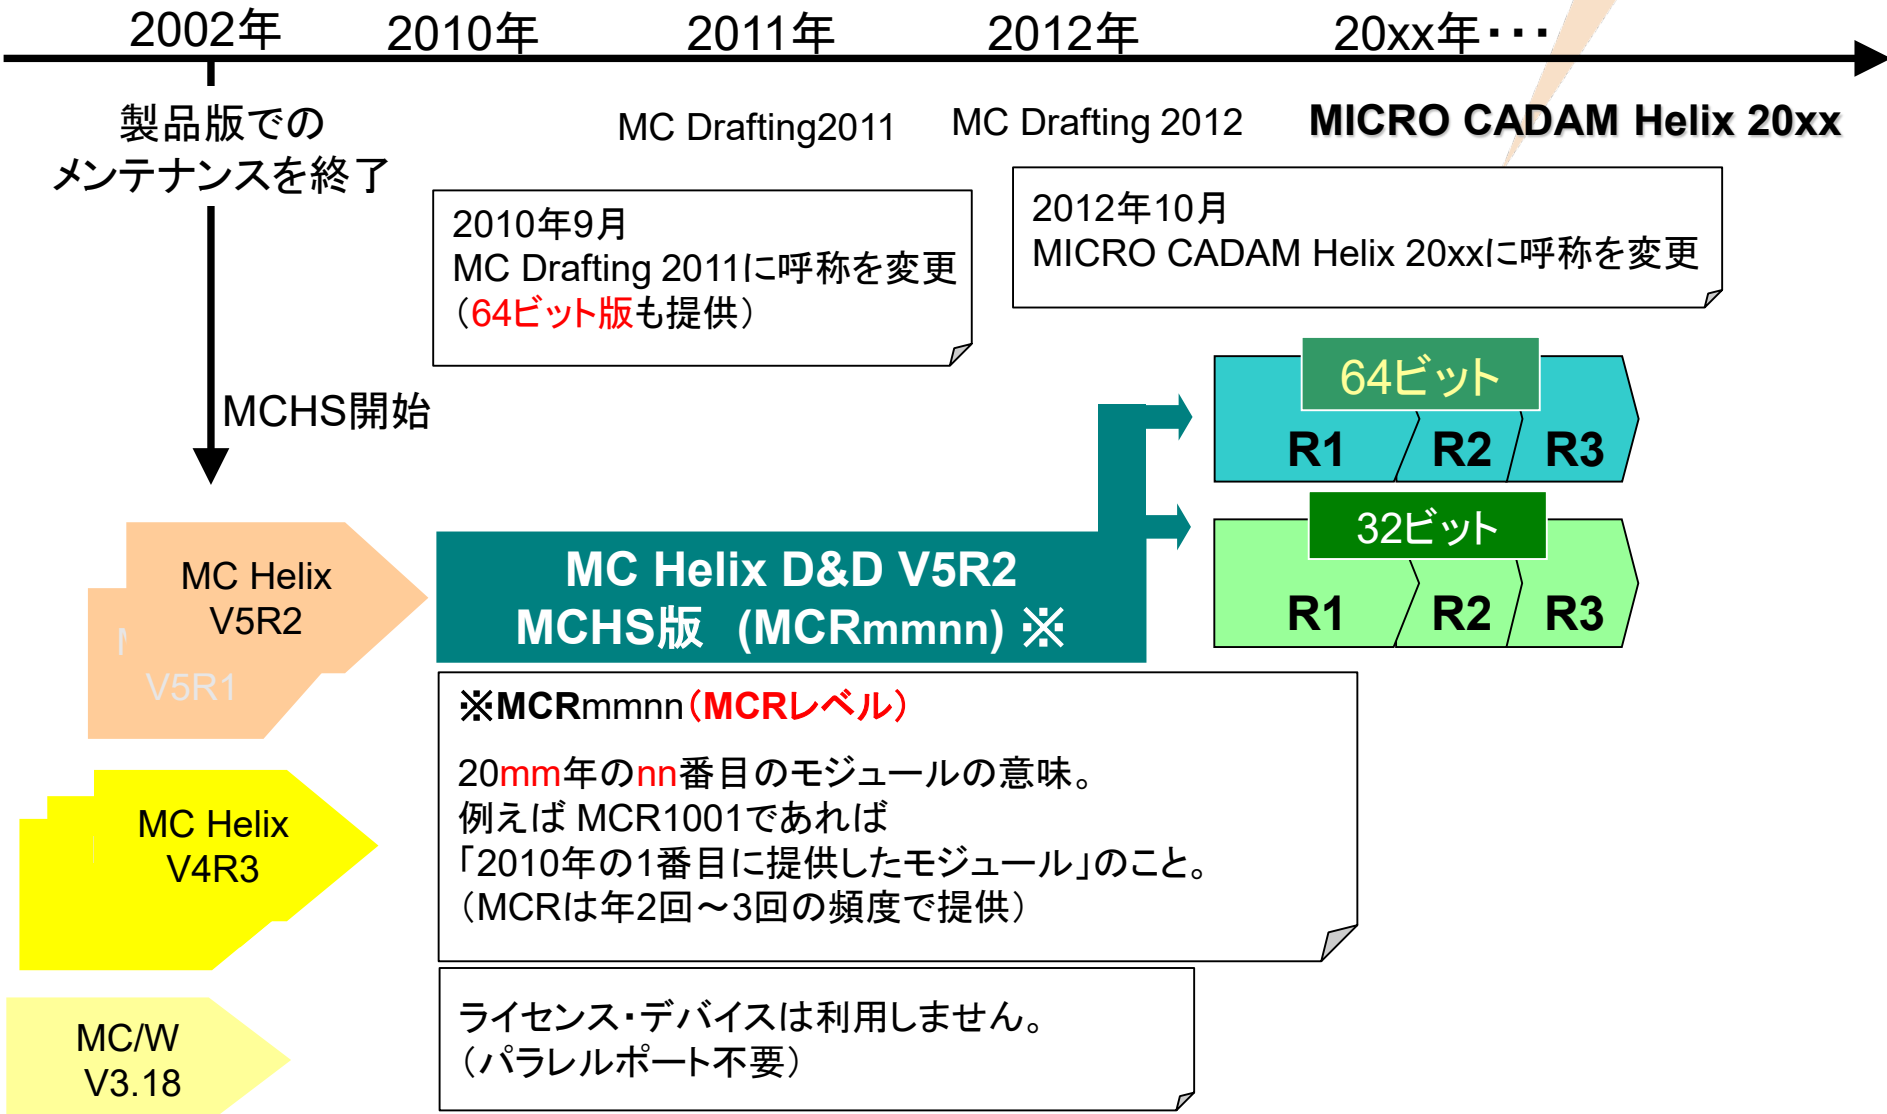 2002年
2010年
2011年
2012年
20xx年・・・
製品版での
メンテナンスを終了
MC Drafting2011
MC Drafting 2012
MICRO CADAM Helix 20xx
2010年9月
MC Drafting 2011に呼称を変更
（64ビット版も提供）
2012年10月
MICRO CADAM Helix 20xxに呼称を変更
MCHS開始
64ビット
R1
R2
R3
32ビット
R1
R2
R3
MC Helix
V5R2
V5R1
MC Helix D&D V5R2
MCHS版 (MCRmmnn) ※
※MCRmmnn（MCRレベル）
20mm年のnn番目のモジュールの意味。
例えば MCR1001であれば
「2010年の1番目に提供したモジュール」のこと。
（MCRは年2回～3回の頻度で提供）
MC Helix
V4R3
ライセンス・デバイスは利用しません。
（パラレルポート不要）
MC/W
V3.18